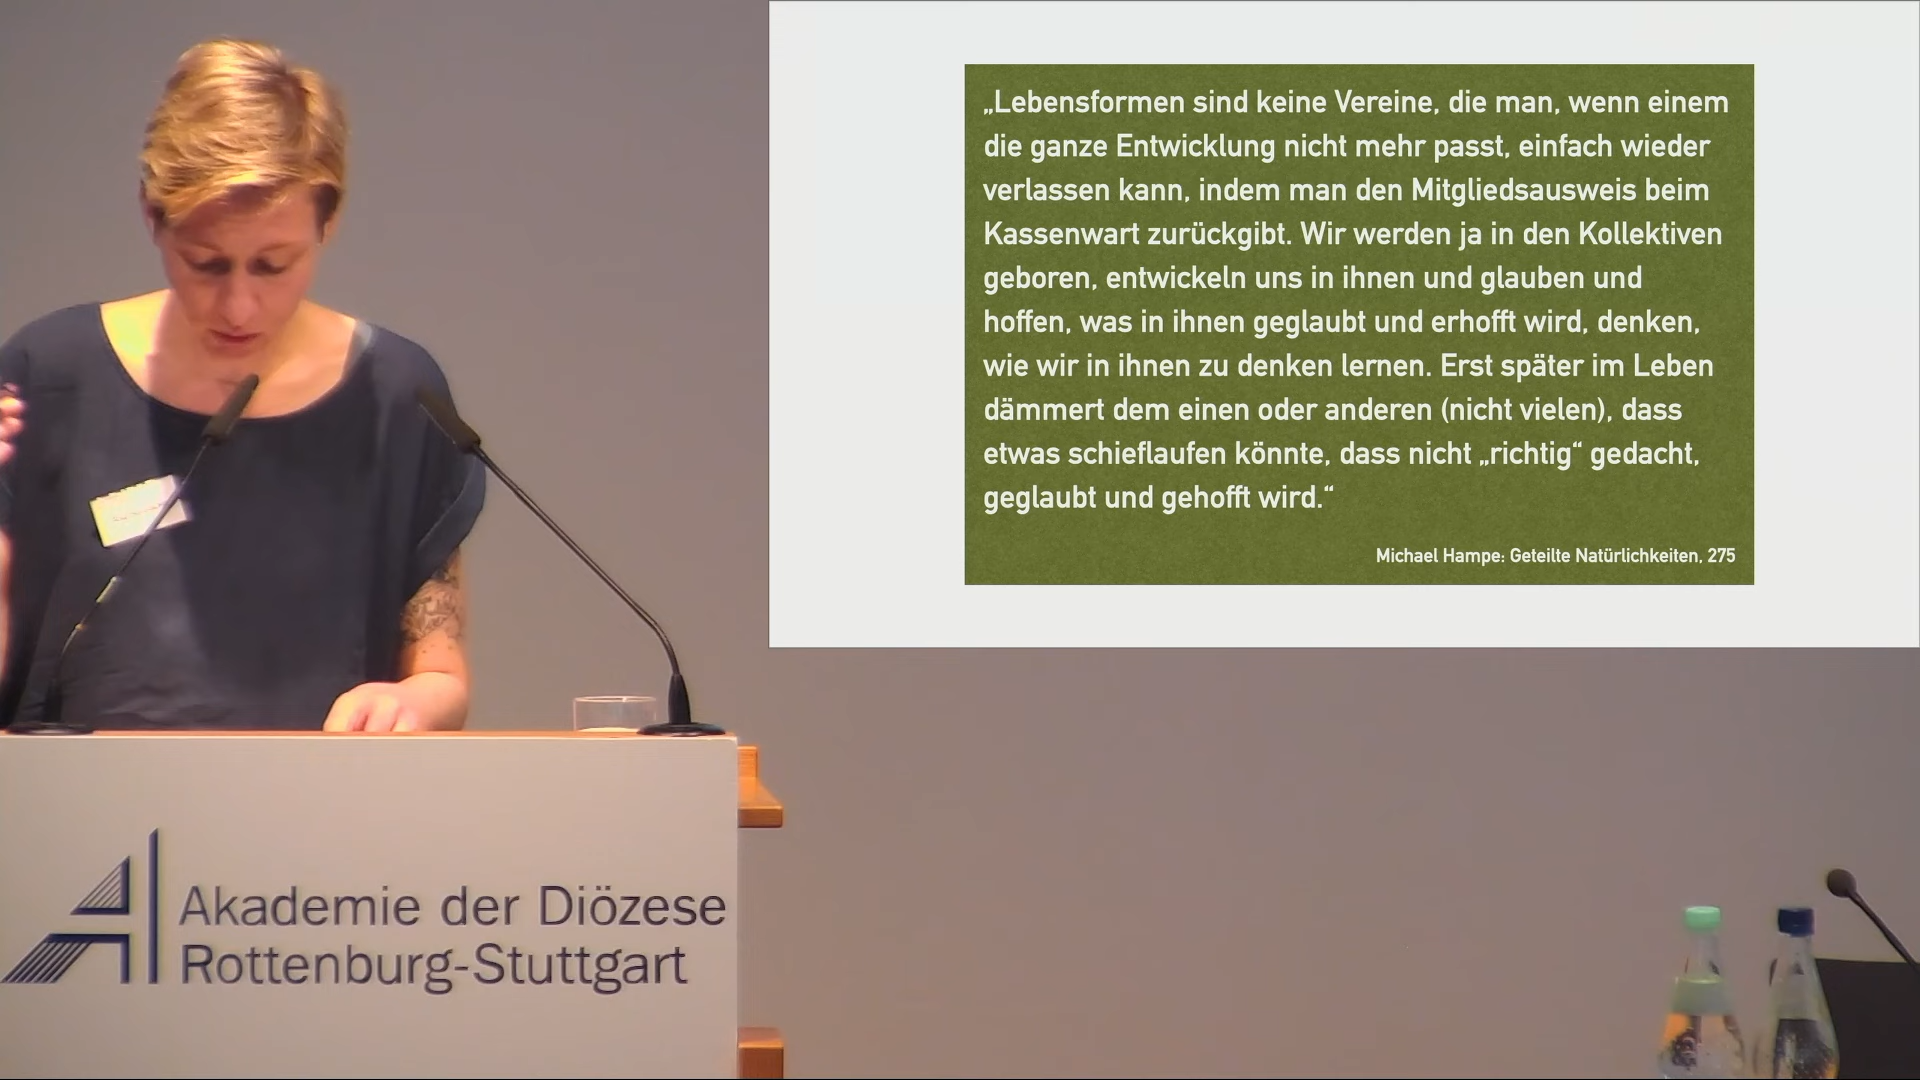 „Lebensformen sind keine Vereine, die man, wenn einem
die ganze Entwicklung nicht mehr passt, einfach wieder
verlassen kann, indem man den Mitgliedsausweis beim
Kassenwart zurückgibt. Wir werden ja in den Kollektiven
geboren, entwickeln uns in ihnen und glauben und
hoffen, was in ihnen geglaubt und erhofft wird, denken,
wie wir in ihnen zu denken lernen. Erst später im Leben
dämmert dem einen oder anderen (nicht vielen), dass
etwas schieflaufen könnte, dass nicht „richtig“ gedacht,
geglaubt und gehofft wird.“
Michael Hampe: Geteilte Natürlichkeiten, 275
Akademie der Diözese
Rottenburg-Stuttgart